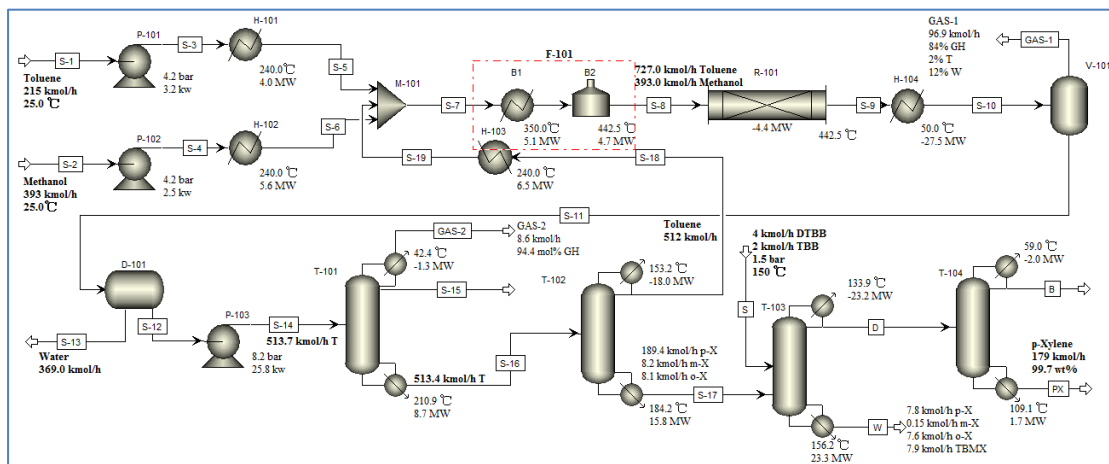 S-1
Toluene
215 kmol/h
25.0℃
P-101
4.2 bar
3.2 kw
S-3
H-101
240.0℃
4.0 MW
S-5
S-2
Methanol
393 kmol/h
25.0℃
P-102
4.2 bar
2.5 kw
S-4
H-102
240.0℃
5.6 MW
S-6
M-101
S-7
F-101
B1
350.0℃
5.1 MW
B2
442.5℃
4.7 MW
S-19
H-103
240.0℃
6.5 MW
S-18
727.0 kmol/h Toluene
393.0 kmol/h Methanol
S-8
R-101
-4.4 MW
442.5℃
S-9
H-104
50.0℃
-27.5 MW
S-10
GAS-1
96.9 kmol/h
84% GH
2% T
12% W
GAS-1
V-101
S-11
D-101
S-12
S-13
Water
369.0 kmol/h
P-103
8.2 bar
25.8 kw
S-14
513.7 kmol/h T
T-101
GAS-2
GAS-2
8.6 kmol/h
94.4 mol% GH
42.4℃
-1.3 MW
S-15
513.4 kmol/h T
210.9℃
8.7 MW
S-16
T-102
Toluene
512 kmol/h
153.2℃
-18.0 MW
189.4 kmol/h p-X
8.2 kmol/h m-X
8.1 kmol/h o-X
184.2℃
15.8 MW
S-17
4 kmol/h DTBB
2 kmol/h TBB
1.5 bar
150℃
S
T-103
133.9℃
-23.2 MW
D
156.2℃
23.3 MW
W
7.8 kmol/h p-X
0.15 kmol/h m-X
7.6 kmol/h o-X
7.9 kmol/h TBMX
T-104
59.0℃
-2.0 MW
B
p-Xylene
179 kmol/h
99.7 wt%
PX
109.1℃
1.7 MW